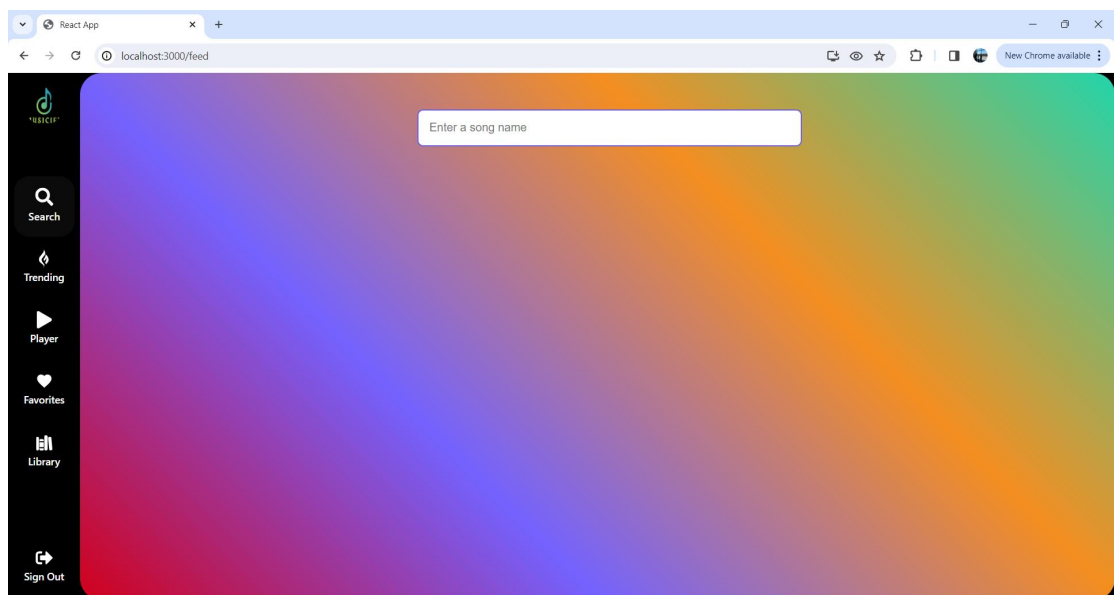 React App
localhost:3000/feed
New Chrome available
Enter a song name
Search
Trending
Player
Favorites
Library
Sign Out